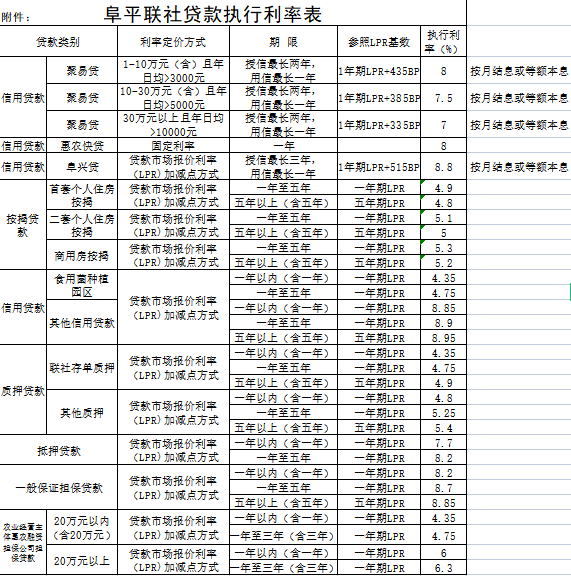 附件： 阜平联社贷款执行利率表
贷款类别 利率定价方式 期 限 参照LPR基数 执行利率（%）
信用贷款 聚易贷 1-10万元（含）且年日均>3000元 授信最长两年，用信最长一年 1年期LPR+435BP 8 按月结息或等额本息
聚易贷 10-30万元（含）且年日均>5000元 授信最长两年，用信最长一年 1年期LPR+385BP 7.5 按月结息或等额本息
聚易贷 30万元以上且年日均>10000元 授信最长两年，用信最长一年 1年期LPR+335BP 7 按月结息或等额本息
信用贷款 惠农快贷 固定利率 一年 8
信用贷款 阜兴贷 贷款市场报价利率（LPR）加减点方式 授信最长三年，用信最长一年 1年期LPR+515BP 8.8 按月结息或等额本息
按揭贷款 首套个人住房按揭 贷款市场报价利率（LPR）加减点方式 一年至五年 一年期LPR 4.9
五年以上（含五年） 五年期LPR 4.8
二套个人住房按揭 贷款市场报价利率（LPR）加减点方式 一年至五年 一年期LPR 5.1
五年以上（含五年） 五年期LPR 5
商用房按揭 贷款市场报价利率（LPR）加减点方式 一年至五年 一年期LPR 5.3
五年以上（含五年） 五年期LPR 5.2
信用贷款 食用菌种植园区 贷款市场报价利率（LPR）加减点方式 一年以内（含一年） 一年期LPR 4.35
一年至五年 一年期LPR 4.75
其他信用贷款 一年以内（含一年） 一年期LPR 8.85
一年至五年 一年期LPR 8.9
五年以上（含五年） 五年期LPR 8.95
质押贷款 联社存单质押 贷款市场报价利率（LPR）加减点方式 一年以内（含一年） 一年期LPR 4.35
一年至五年 一年期LPR 4.75
五年以上（含五年） 五年期LPR 4.9
其他质押 贷款市场报价利率（LPR）加减点方式 一年以内（含一年） 一年期LPR 4.8
一年至五年 一年期LPR 5.25
五年以上（含五年） 五年期LPR 5.4
抵押贷款 贷款市场报价利率（LPR）加减点方式 一年以内（含一年） 一年期LPR 7.7
一年至五年 一年期LPR 8.2
一般保证担保贷款 贷款市场报价利率（LPR）加减点方式 一年以内（含一年） 一年期LPR 8.2
一年至五年 一年期LPR 8.7
五年以上（含五年） 五年期LPR 8.85
农业经营主体惠农融资担保公司担保贷款 20万元以内（含20万元） 贷款市场报价利率（LPR）加减点方式 一年以内（含一年） 一年期LPR 4.35
一年至三年（含三年） 一年期LPR 4.75
20万元以上 贷款市场报价利率（LPR）加减点方式 一年以内（含一年） 一年期LPR 6
一年至三年（含三年） 一年期LPR 6.3